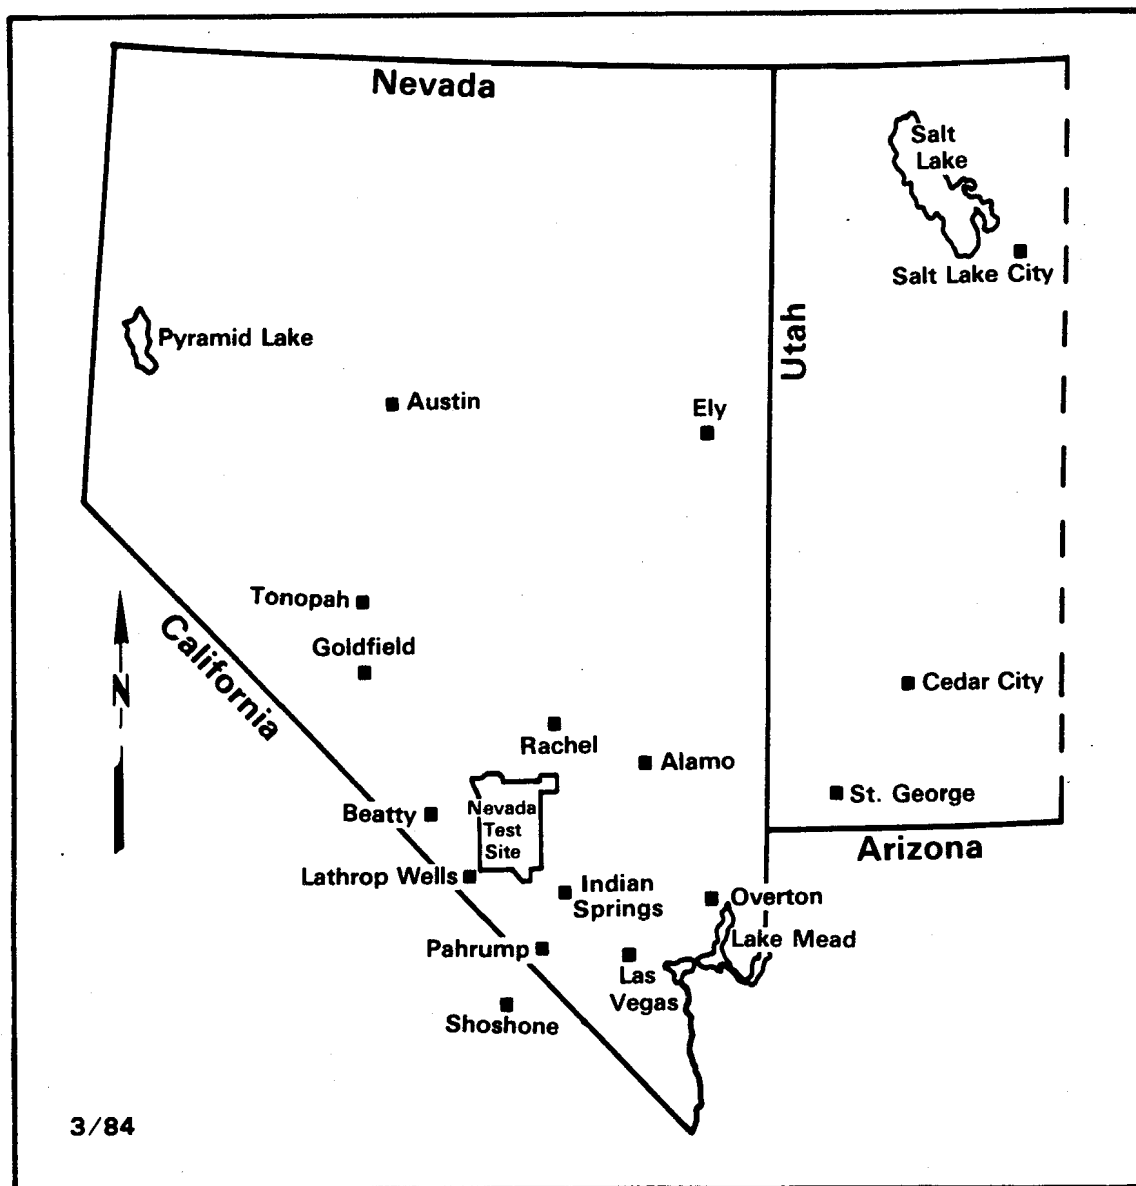 Nevada
Salt
Lake
Salt Lake City
Utah
Pyramid Lake
Austin
Ely
Tonopah
California
Goldfield
N
Cedar City
Rachel
Alamo
Nevada
Test
Site
Beatty
St. George
Arizona
Lathrop Wells
Indian
Springs
Overton
Lake Mead
Pahrump
Las
Vegas
Shoshone
3/84